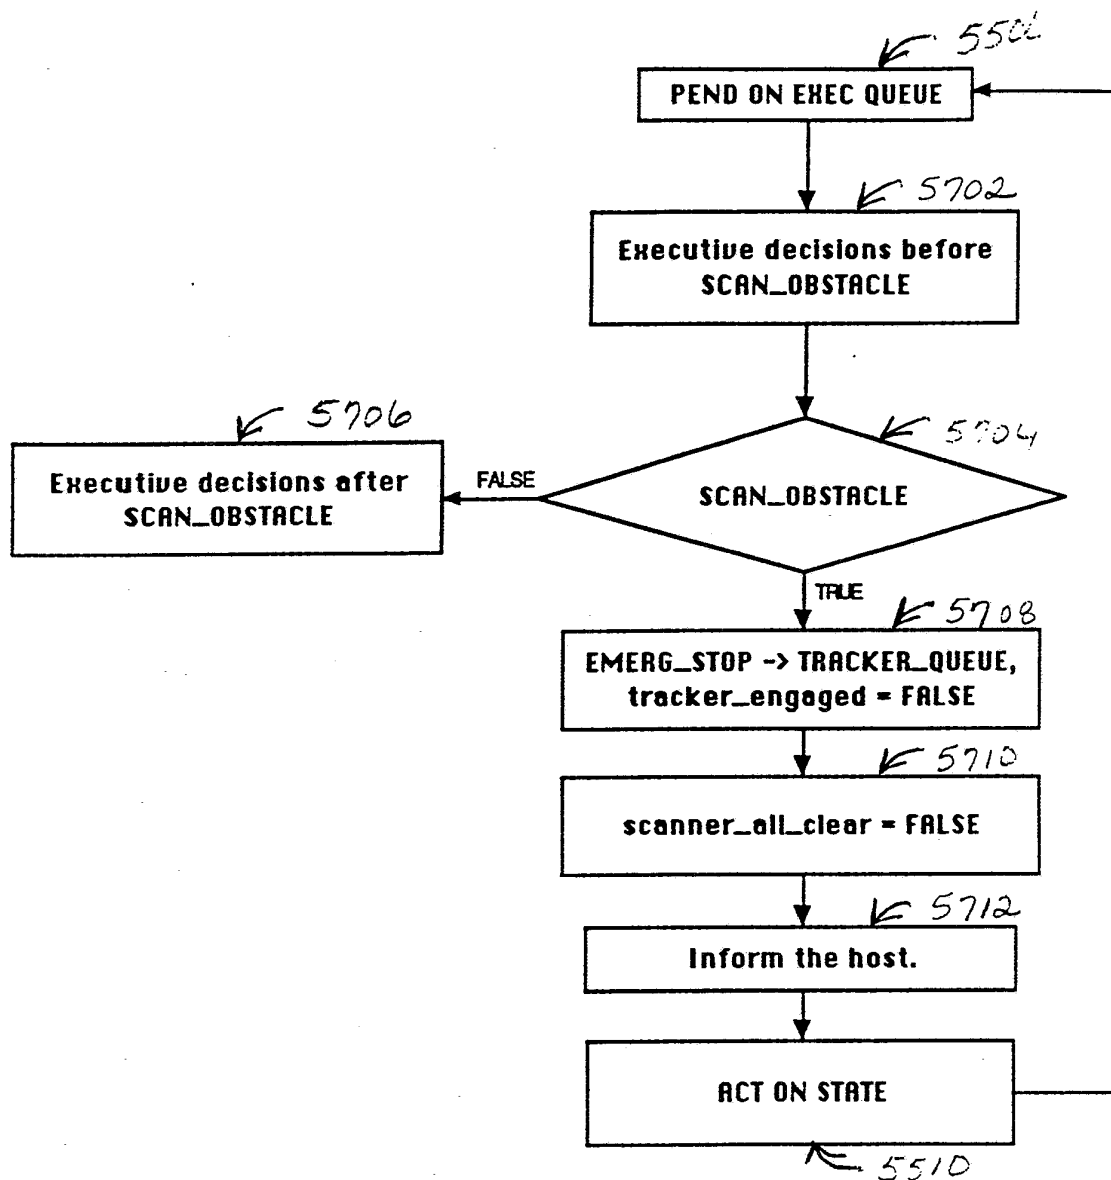 PEND ON EXEC QUEUE
5702
Executive decisions before
SCAN_OBSTACLE
5706
5704
Executive decisions after
SCAN_OBSTACLE
FALSE
SCAN_OBSTACLE
TRUE
5708
EMERG_STOP -> TRACKER_QUEUE,
tracker_engaged = FALSE
5710
scanner_all_clear = FALSE
5712
Inform the host.
ACT ON STATE
5510